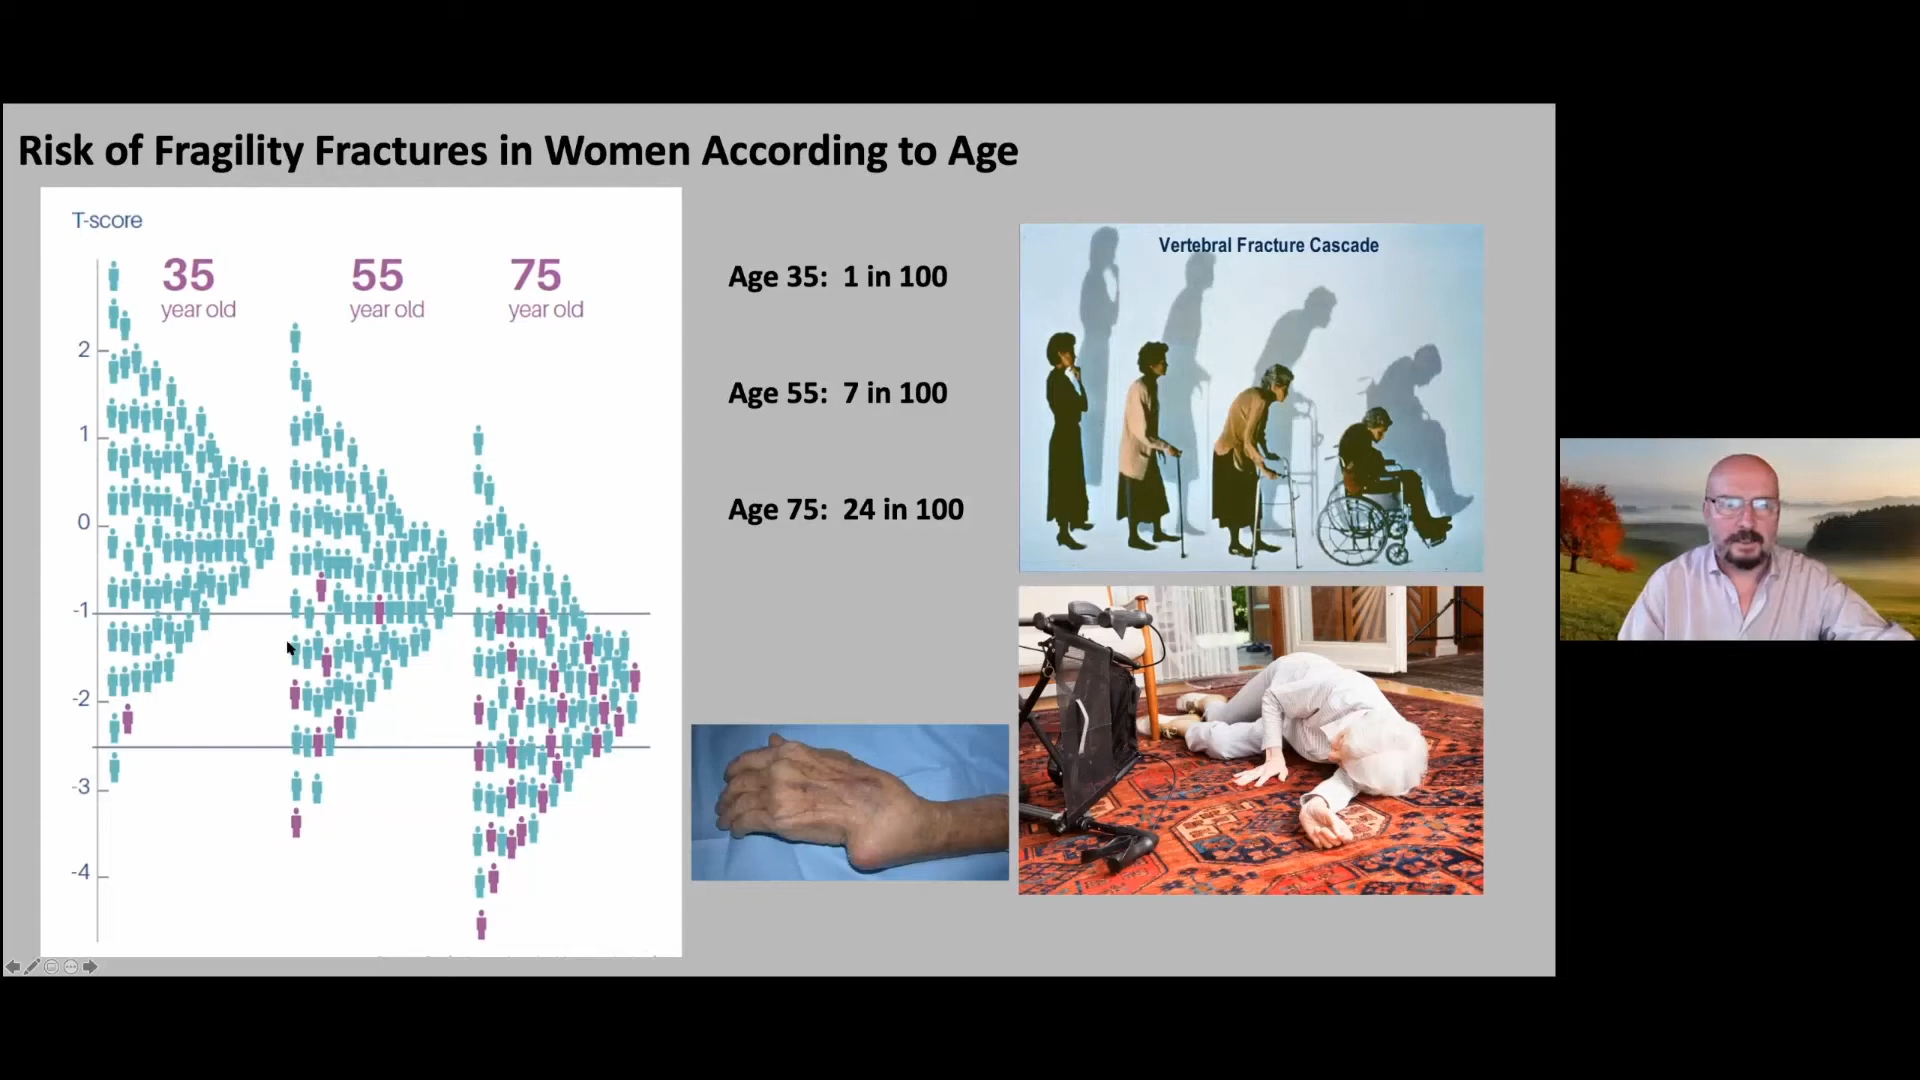 Risk of Fragility Fractures in Women According to Age
T-score
35
year old
55
year old
75
year old
2
1
0
-1
-2
-3
-4
Age 35: 1 in 100
Age 55: 7 in 100
Age 75: 24 in 100
Vertebral Fracture Cascade